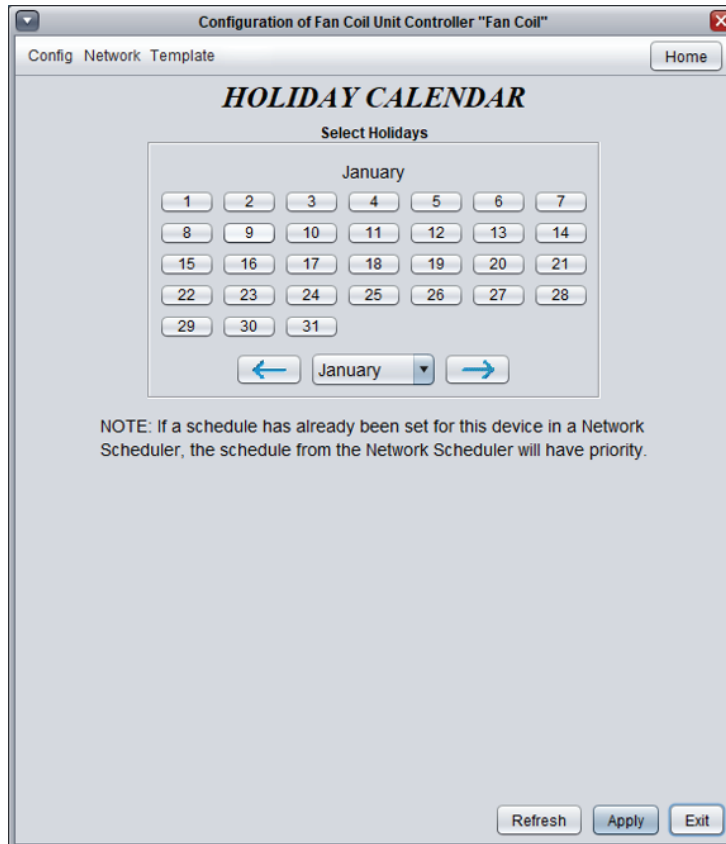 Configuration of Fan Coil Unit Controller "Fan Coil"
Config Network Template Home
HOLIDAY CALENDAR
Select Holidays
January
1 2 3 4 5 6 7
8 9 10 11 12 13 14
15 16 17 18 19 20 21
22 23 24 25 26 27 28
29 30 31
January
NOTE: If a schedule has already been set for this device in a Network
Scheduler, the schedule from the Network Scheduler will have priority.
Refresh Apply Exit